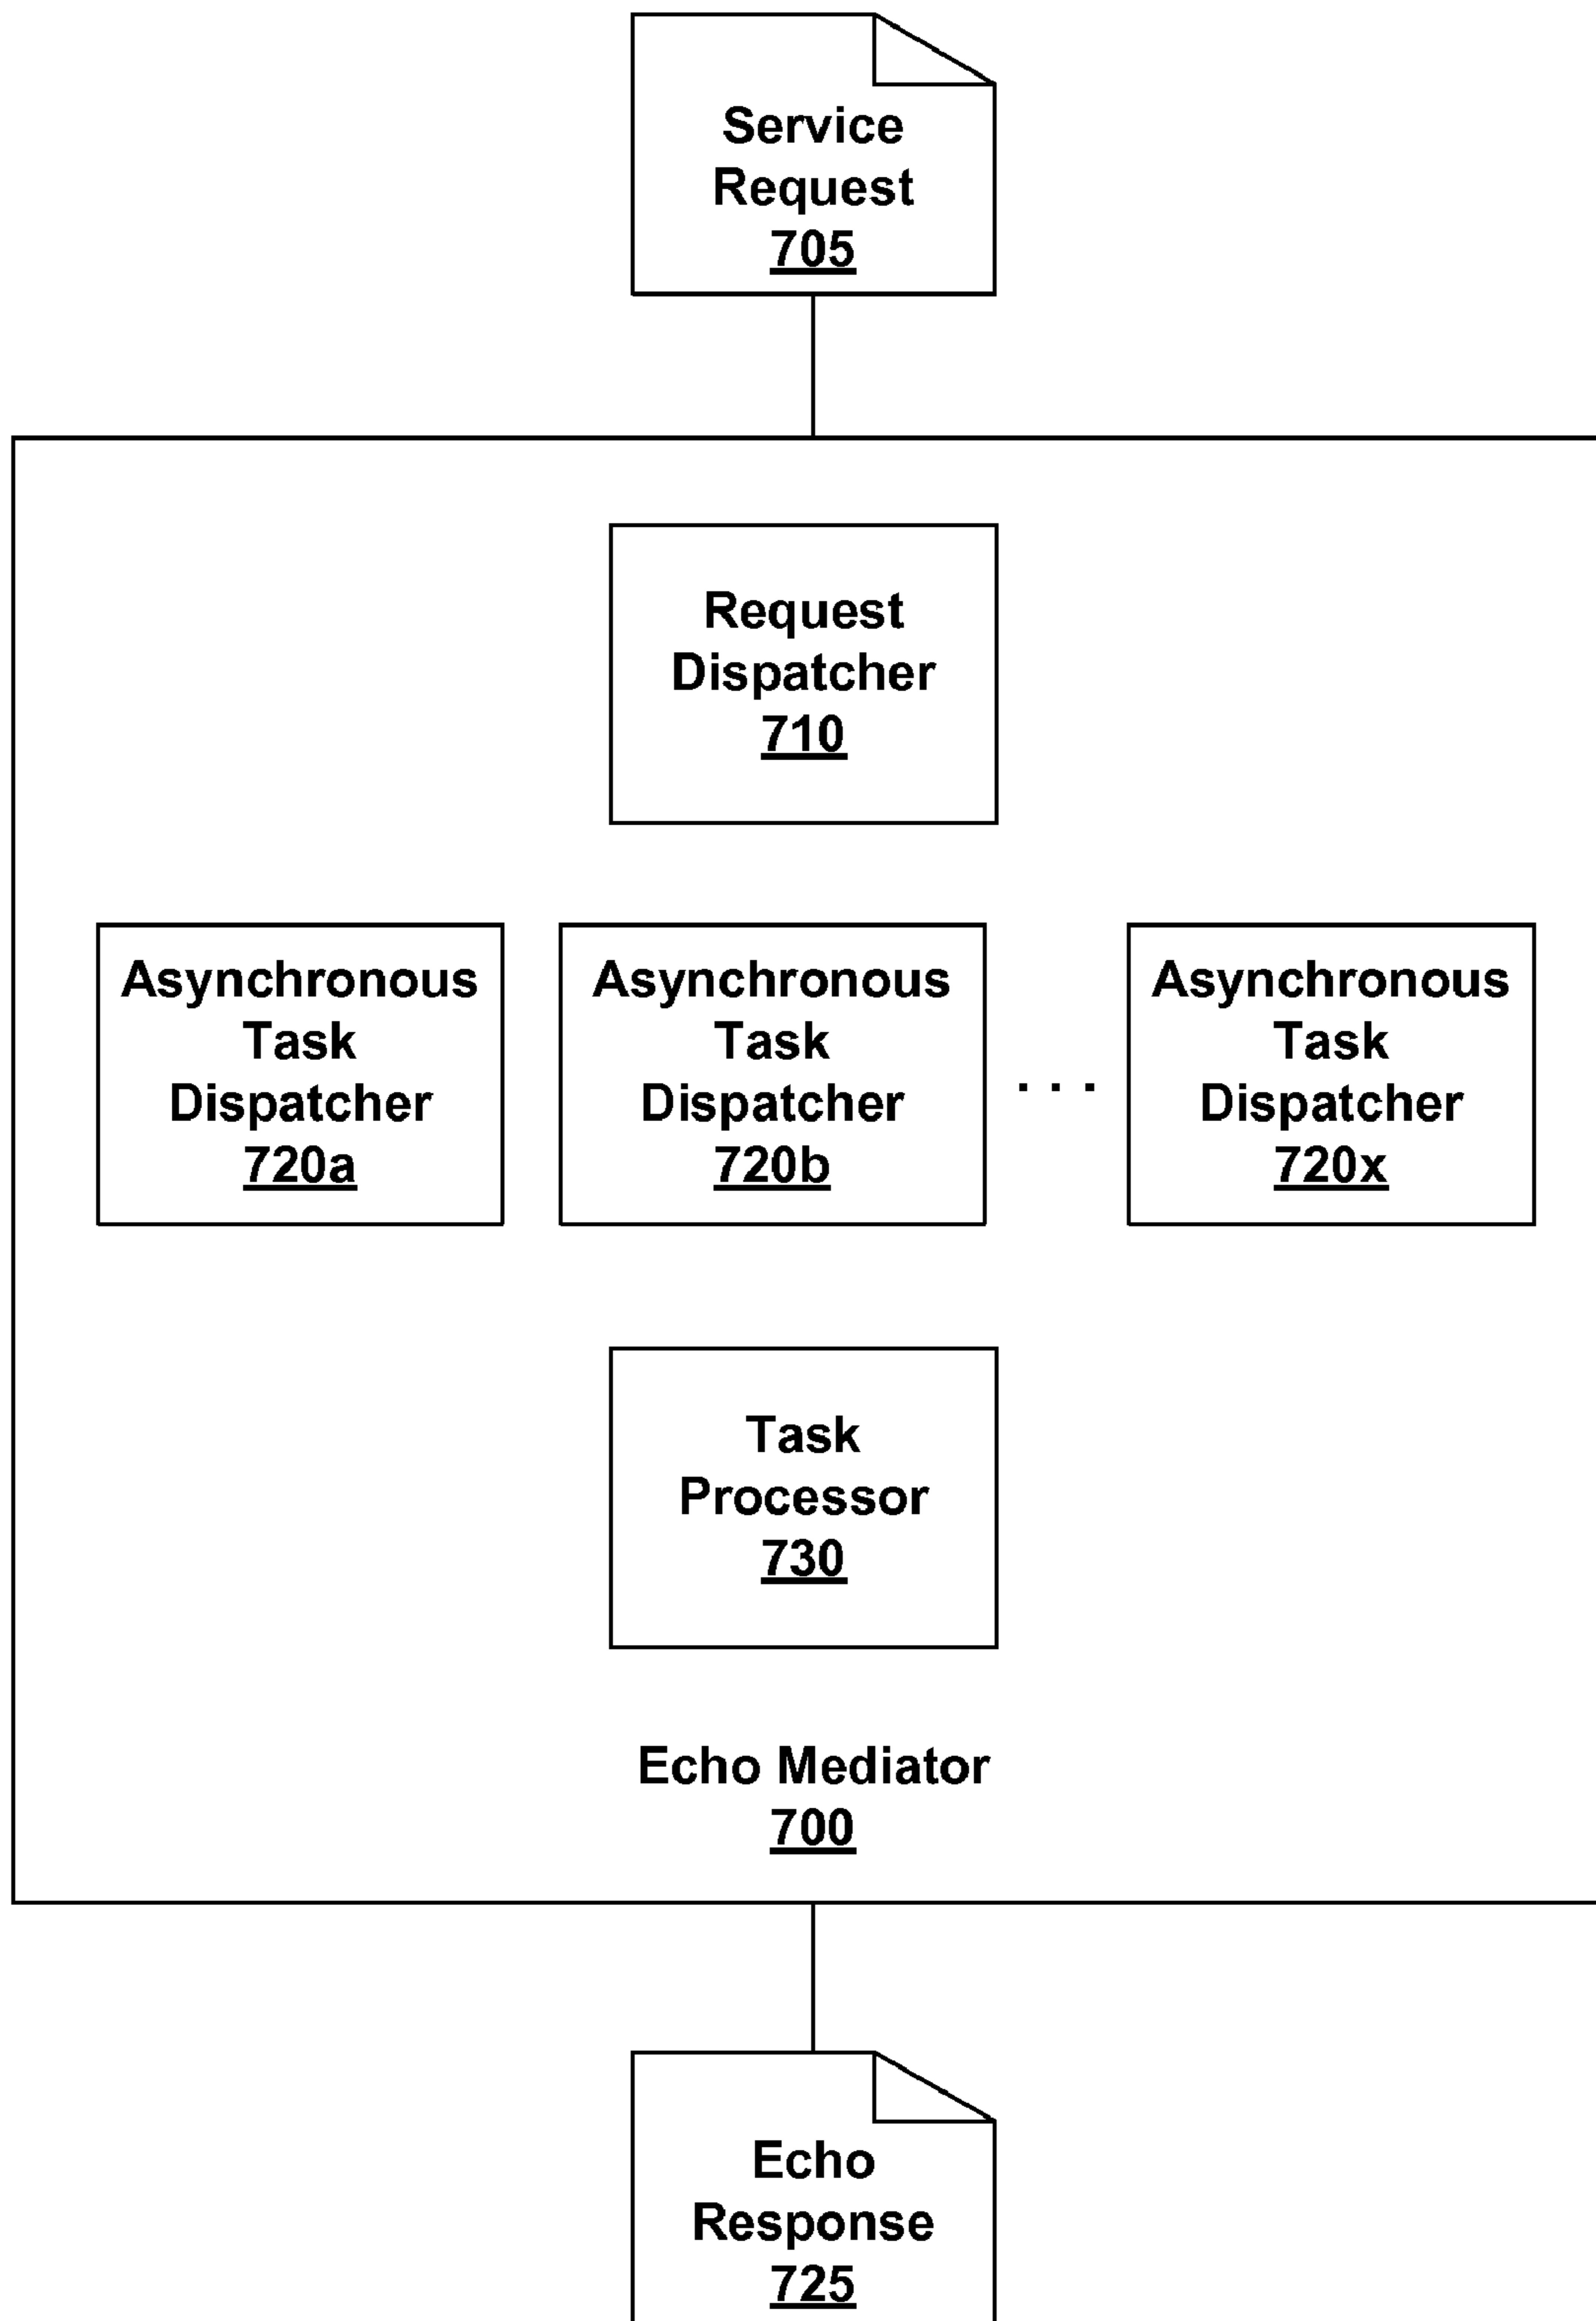 Service
Request
705
Request
Dispatcher
710
Asynchronous
Task
Dispatcher
720a
Asynchronous
Task
Dispatcher
720b
. . .
Asynchronous
Task
Dispatcher
720x
Task
Processor
730
Echo Mediator
700
Echo
Response
725